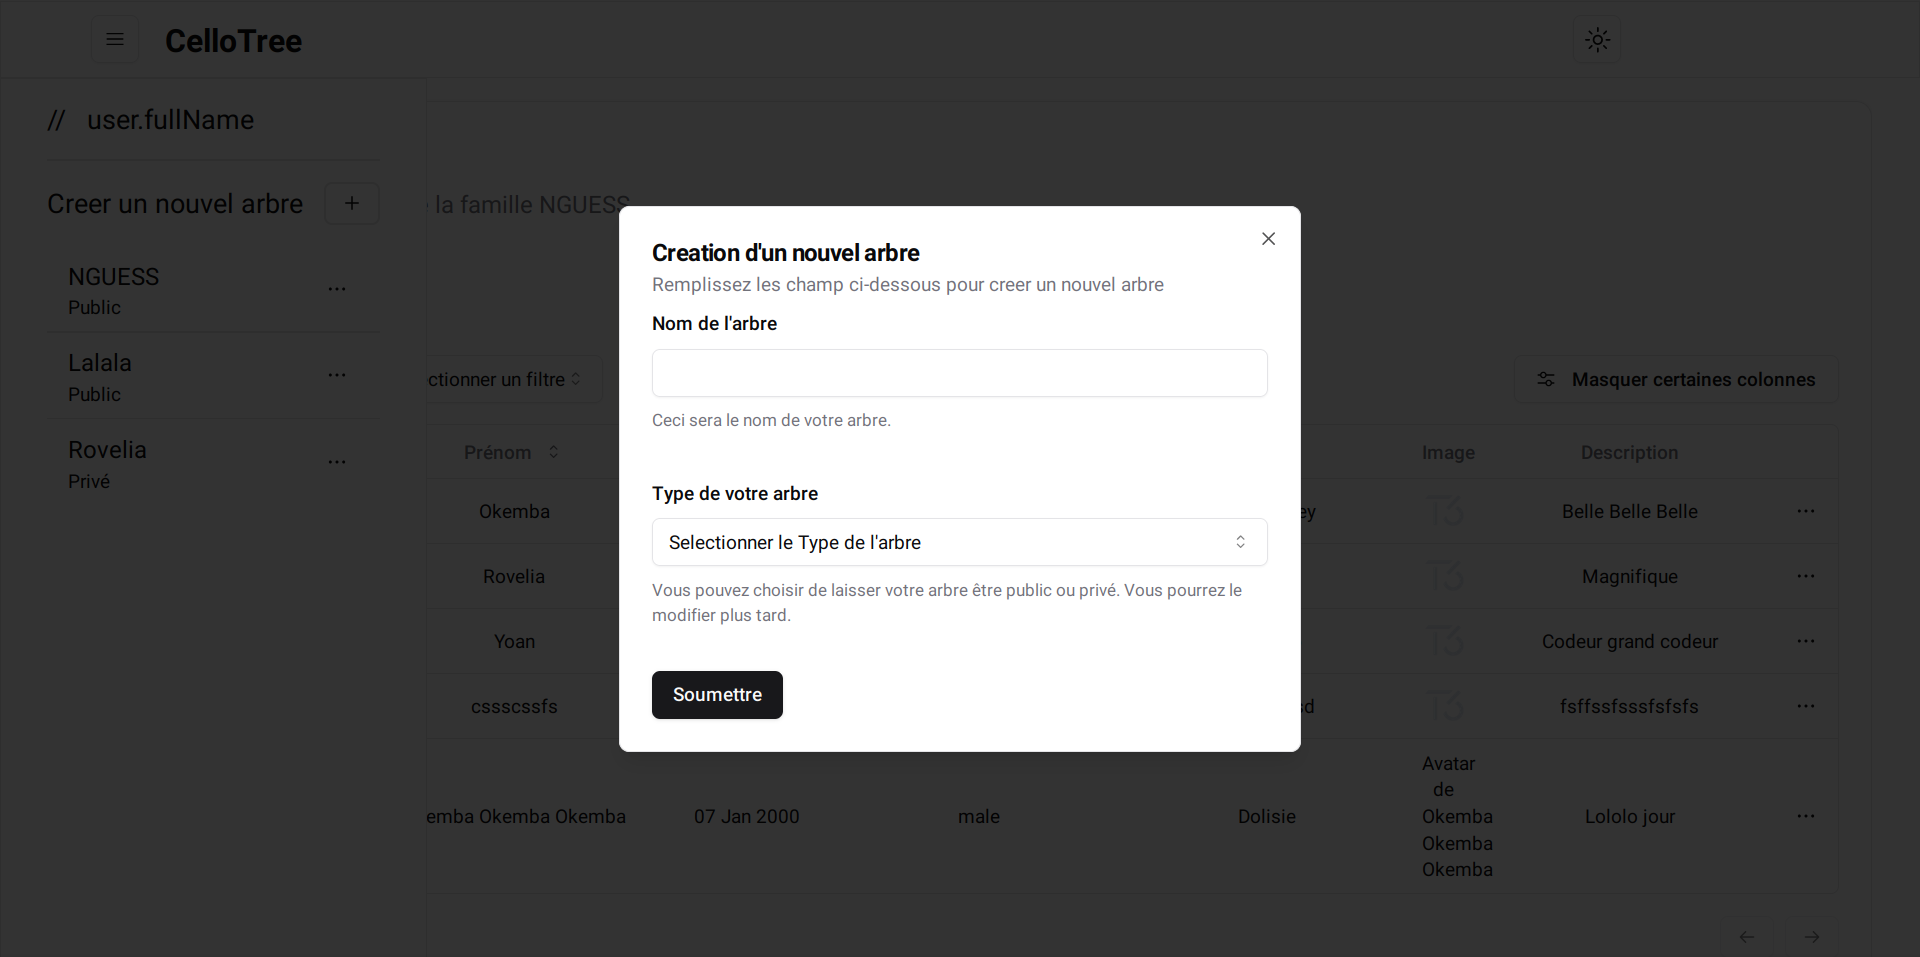 CelloTree
// user.fullName
Creer un nouvel arbre +
NGUESS
Public
Lalala
Public
Rovelia
Privé
la famille NGUESS
ctionner un filtre
Masquer certaines colonnes
Prénom Image Description
Okemba ey Belle Belle Belle
Rovelia Magnifique
Yoan Codeur grand codeur
cssscssfs sd fsffssfsssfsfsfs
emba Okemba Okemba 07 Jan 2000 male Dolisie Lololo jour
Avatar
de
Okemba
Okemba
Okemba
Creation d'un nouvel arbre
Remplissez les champ ci-dessous pour creer un nouvel arbre
Nom de l'arbre
Ceci sera le nom de votre arbre.
Type de votre arbre
Selectionner le Type de l'arbre
Vous pouvez choisir de laisser votre arbre être public ou privé. Vous pourrez le
modifier plus tard.
Soumettre